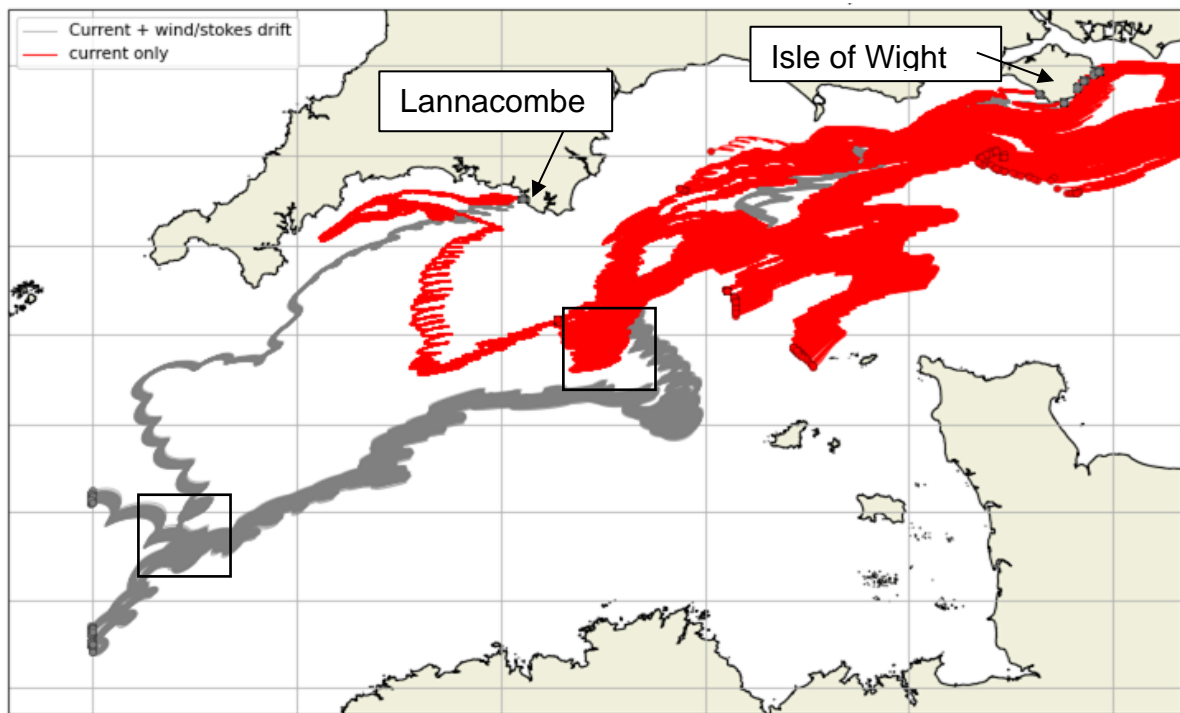 Current + wind/stokes drift
current only
Isle of Wight
Lannacombe